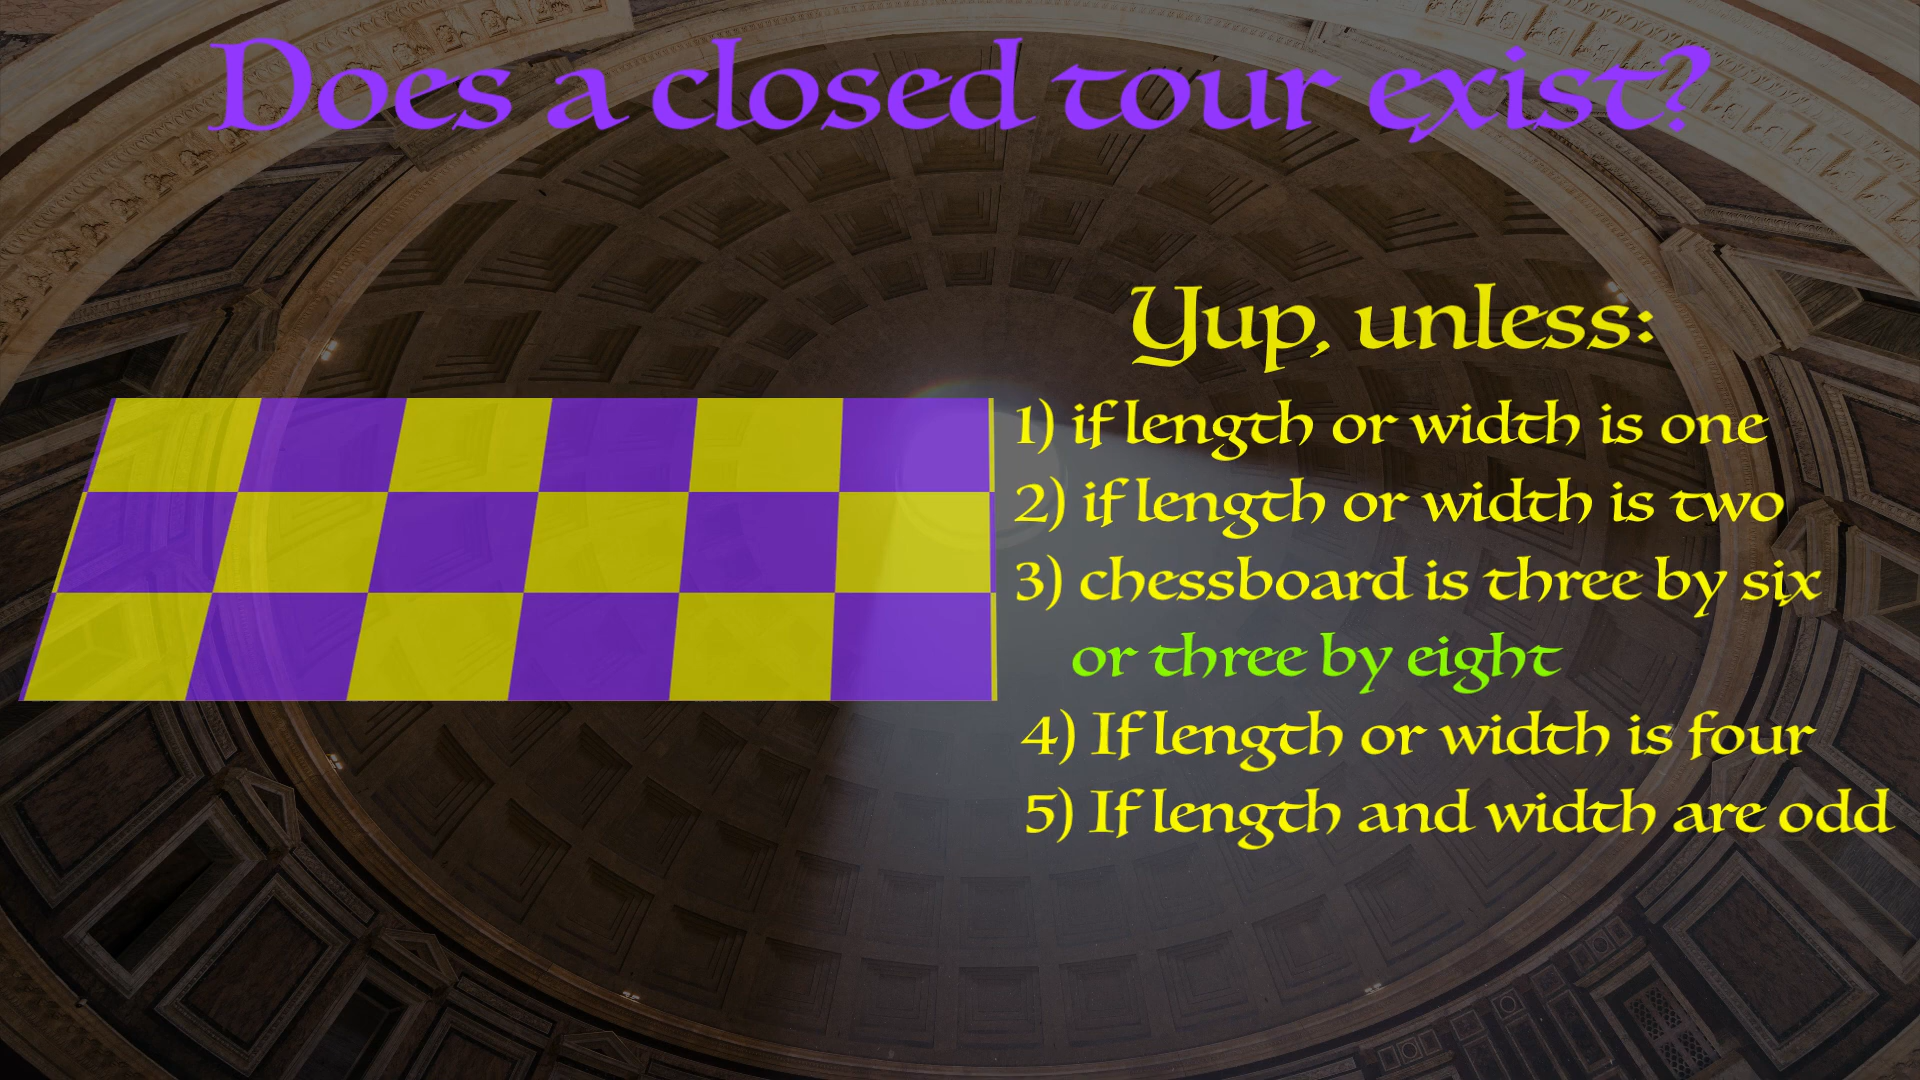 Does a closed tour exist?
Yup, unless:
1) if length or width is one
2) if length or width is two
3) chessboard is three by six
or three by eight
4) If length or width is four
5) If length and width are odd